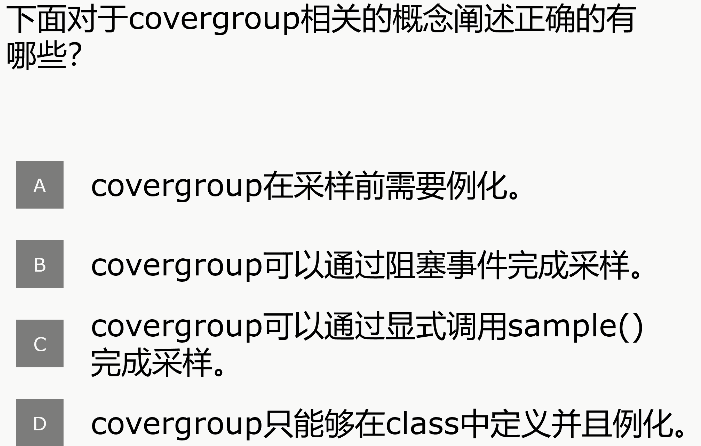 下面对于covergroup相关的概念阐述正确的有
哪些?
A covergroup在采样前需要例化。
B covergroup可以通过阻塞事件完成采样。
C covergroup可以通过显式调用sample()
完成采样。
D covergroup只能够在class中定义并且例化。